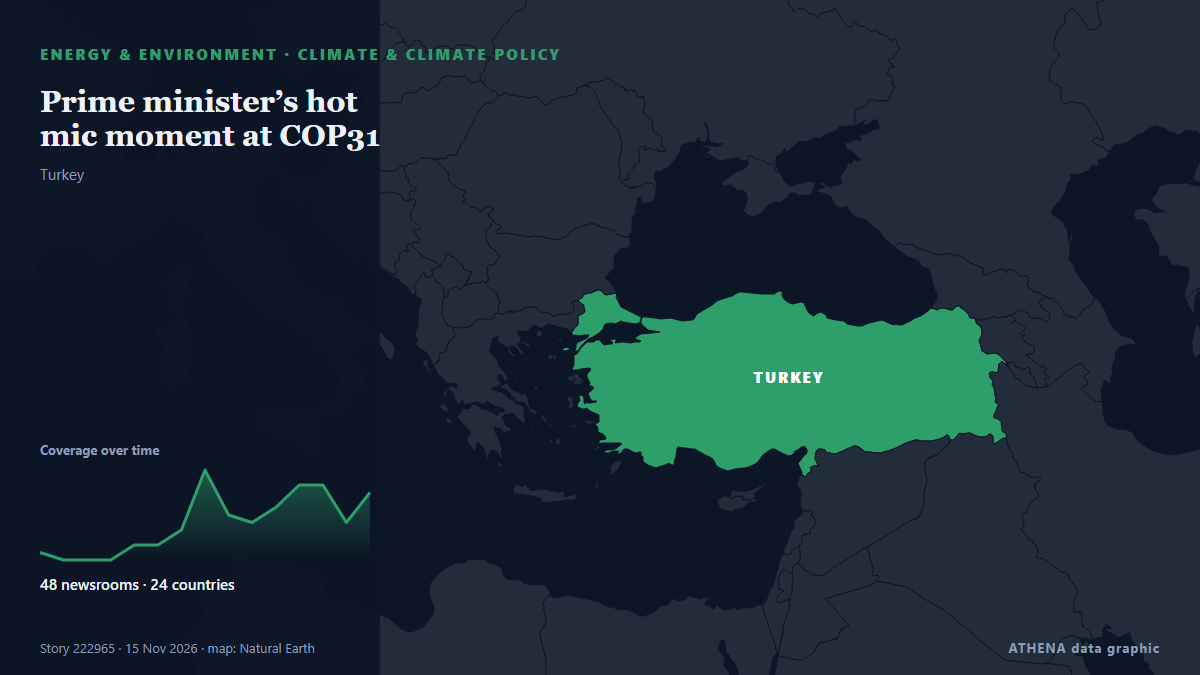 ENERGY & ENVIRONMENT · CLIMATE & CLIMATE POLICY
Prime minister’s hot
mic moment at COP31
Turkey
TURKEY
Coverage over time
48 newsrooms · 24 countries
Story 222965 · 15 Nov 2026 · map: Natural Earth
ATHENA data graphic